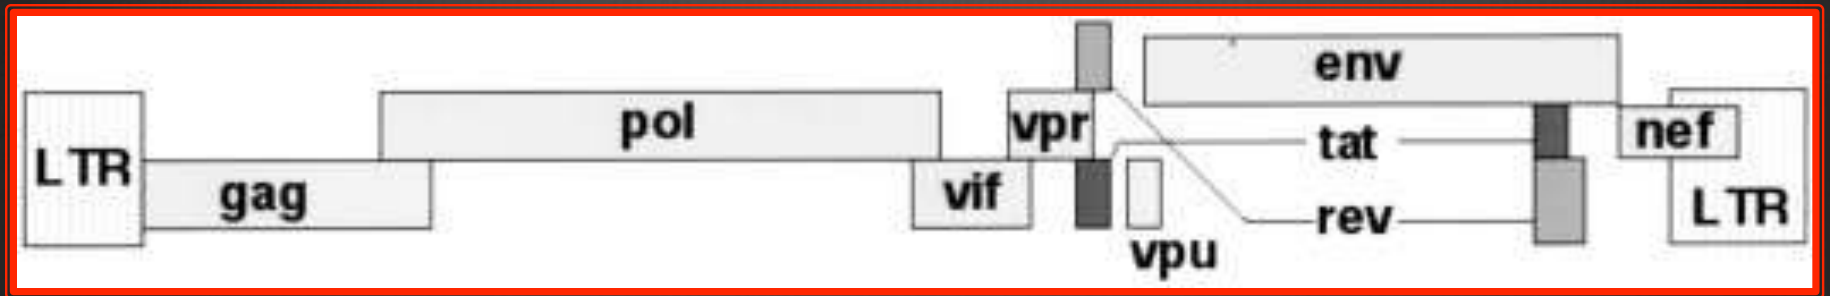 LTR
gag
pol
vif
vpr
vpu
env
tat
rev
nef
LTR